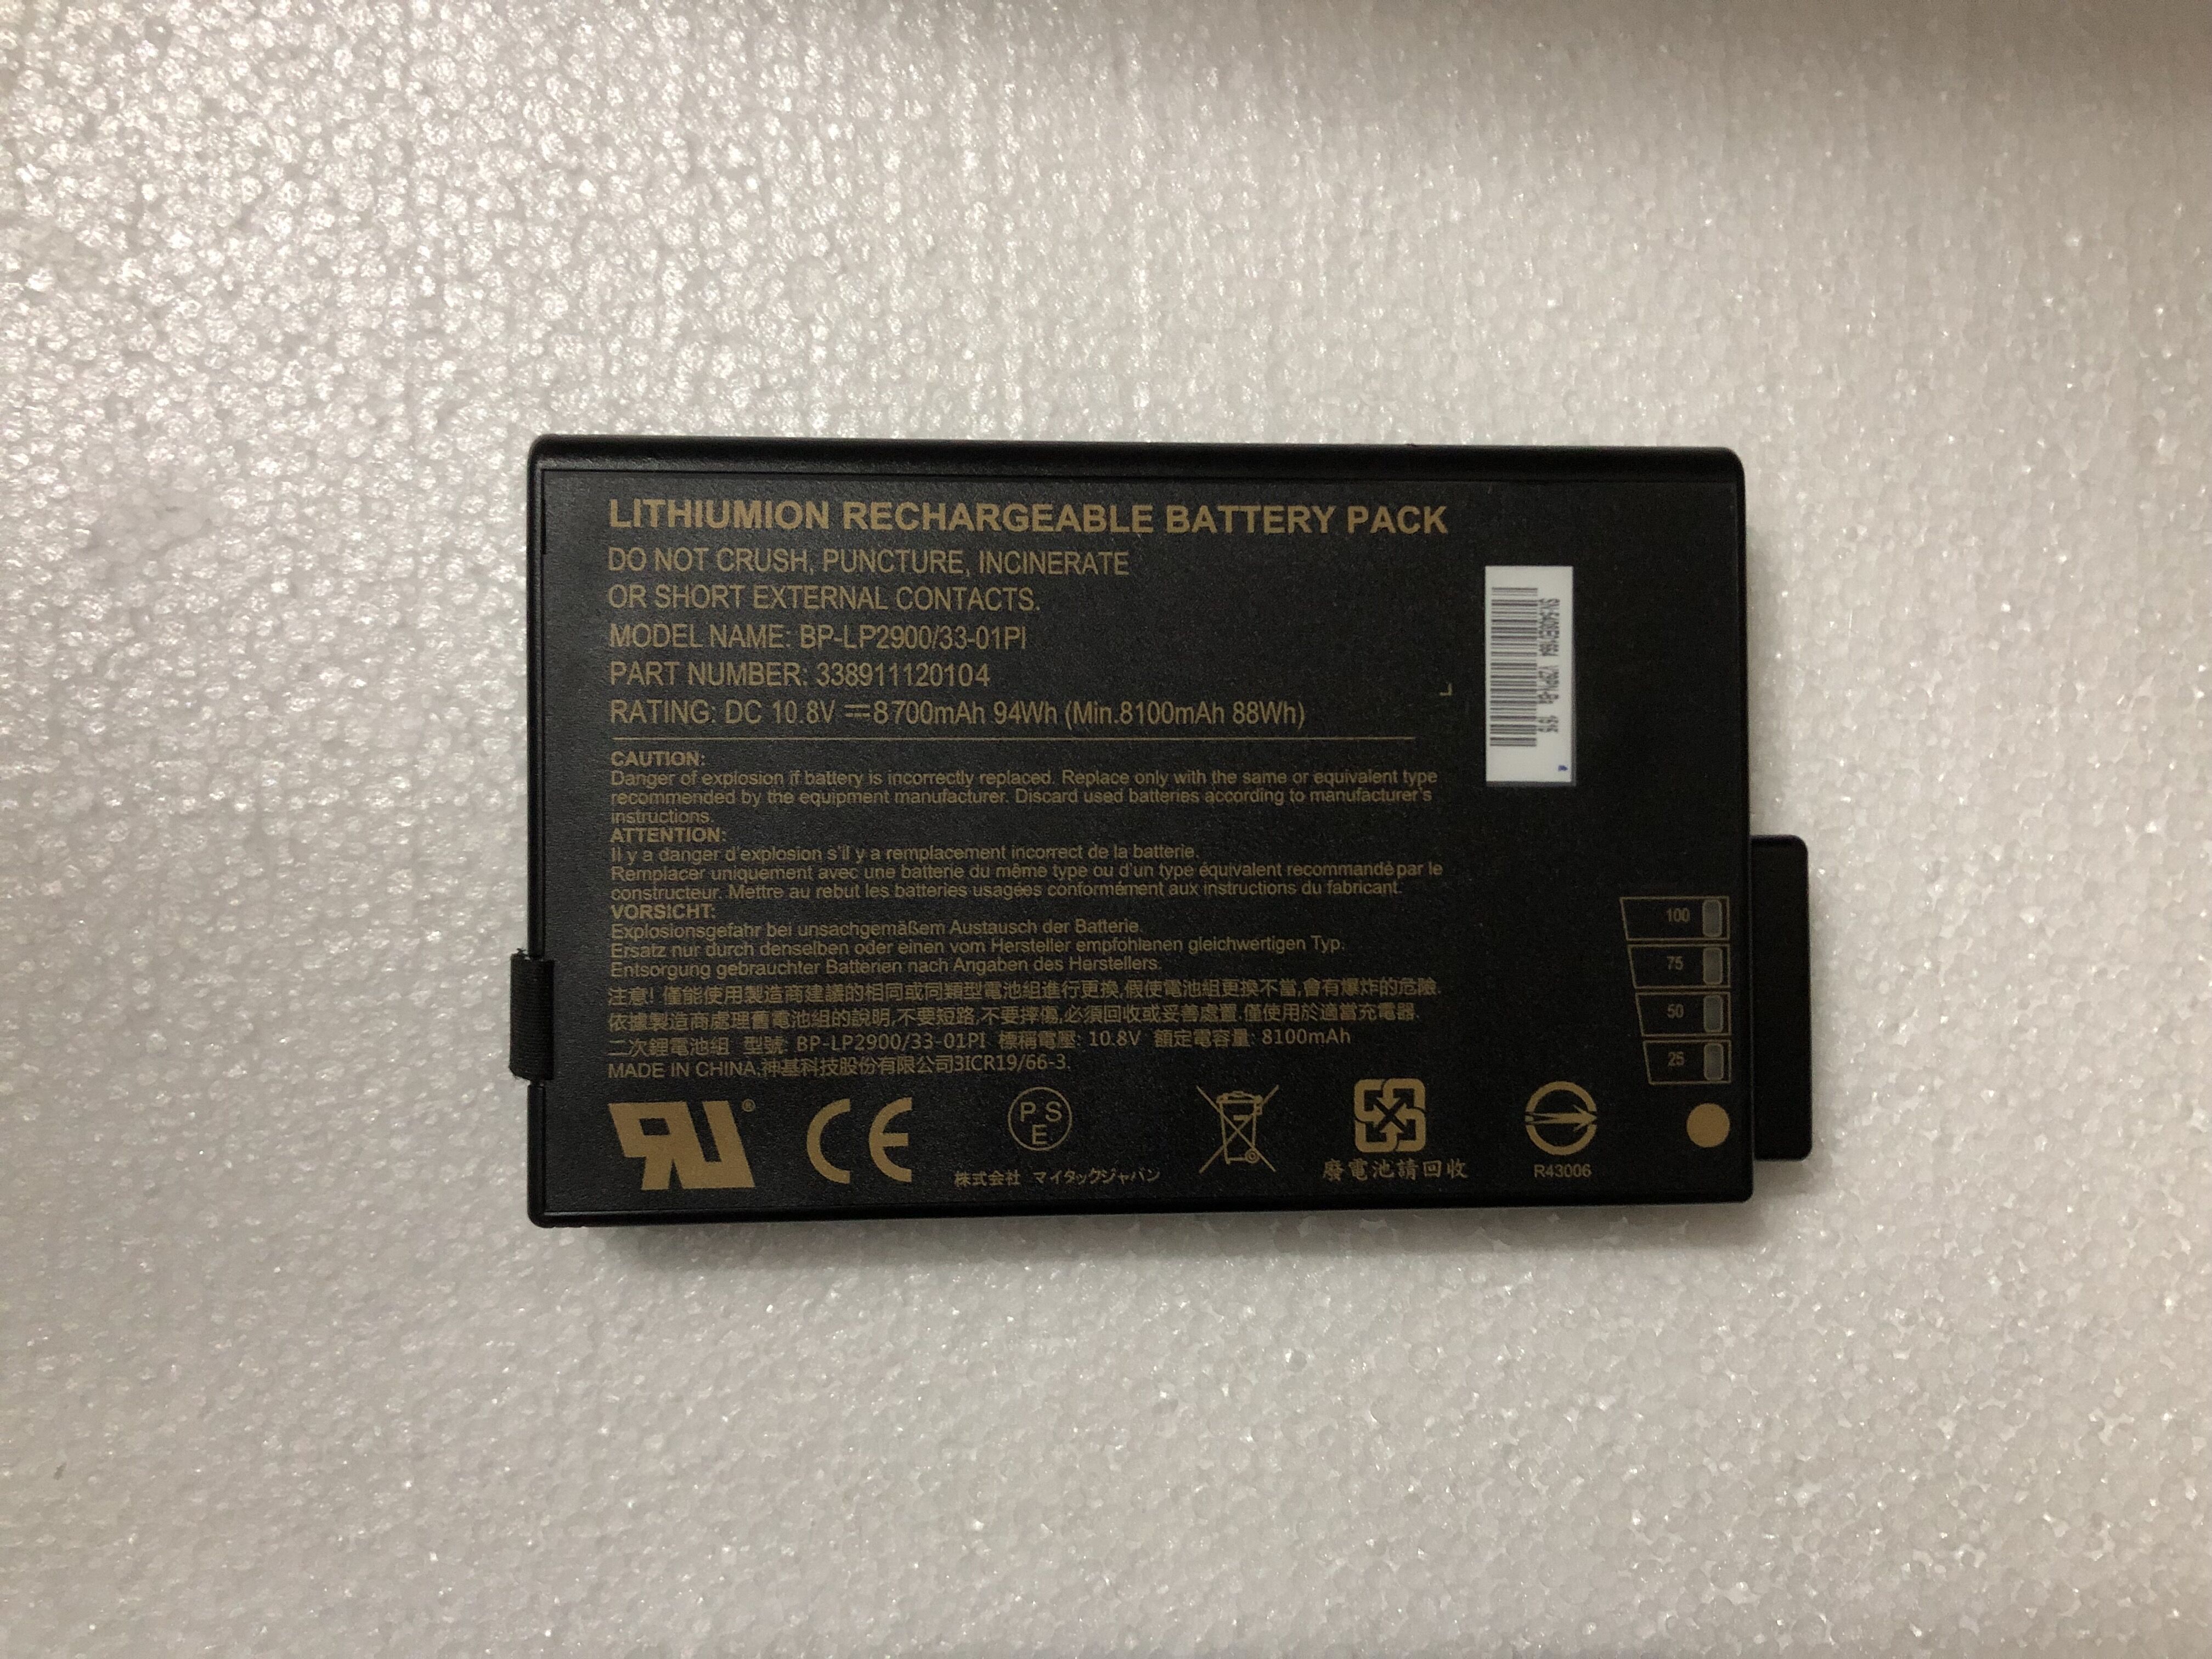 LITHIUMION RECHARGEABLE BATTERY PACK
DO NOT CRUSH, PUNCTURE, INCINERATE
OR SHORT EXTERNAL CONTACTS.
MODEL NAME: BP-LP2900/33-01PI
PART NUMBER: 338911120104
RATING: DC 10.8V ⎓8700mAh 94Wh (Min.8100mAh 88Wh)
CAUTION:
Danger of explosion if battery is incorrectly replaced. Replace only with the same or equivalent type
recommended by the equipment manufacturer. Discard used batteries according to manufacturer's
instructions.
ATTENTION:
Il y a danger d'explosion s'il y a remplacement incorrect de la batterie.
Remplacer uniquement avec une batterie du même type ou d'un type équivalent recommandé par le
constructeur. Mettre au rebut les batteries usagées conformément aux instructions du fabricant.
VORSICHT:
Explosionsgefahr bei unsachgemäßem Austausch der Batterie.
Ersatz nur durch denselben oder einen vom Hersteller empfohlenen gleichwertigen Typ.
Entsorgung gebrauchter Batterien nach Angaben des Herstellers.
注意! 僅能使用製造商建議的相同或同類型電池組進行更換,假使電池組更換不當,會有爆炸的危險.
依據製造商處理舊電池組的說明,不要短路,不要摔傷,必須回收或妥善處置.僅使用於適當充電器.
二次鋰電池組 型號: BP-LP2900/33-01PI 標稱電壓: 10.8V 額定電容量: 8100mAh
MADE IN CHINA.神基科技股份有限公司3ICR19/66-3.
100
75
50
25
CE
PSE
株式会社 マイタックジャパン
廢電池請回收
R43006